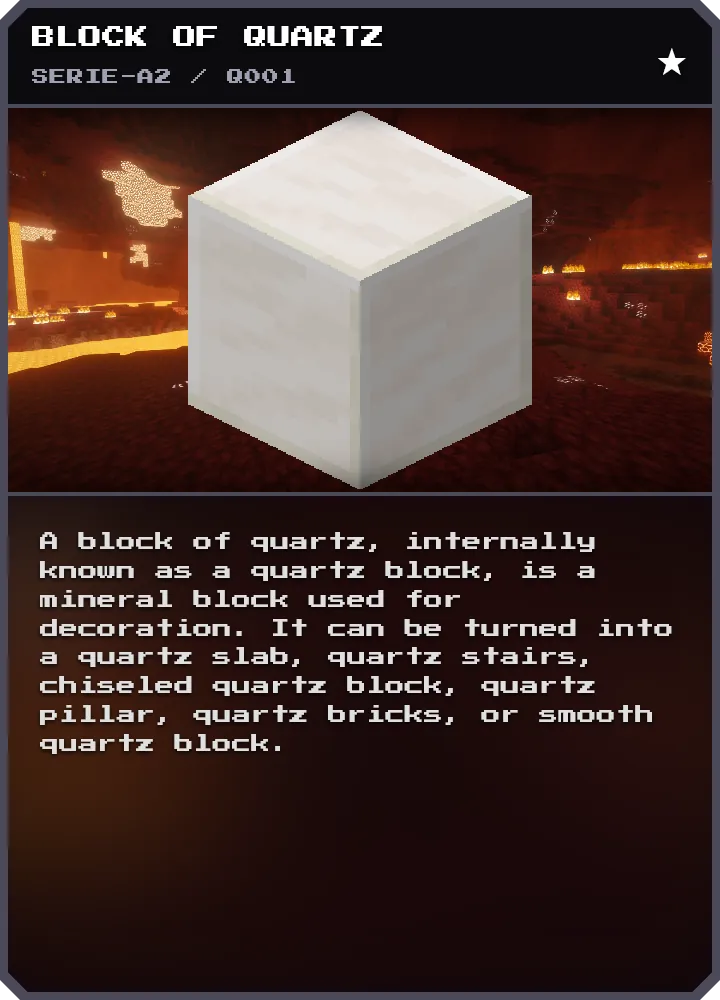 BLOCK OF QUARTZ
SERIE-A2 / Q001
A block of quartz, internally
known as a quartz block, is a
mineral block used for
decoration. It can be turned into
a quartz slab, quartz stairs,
chiseled quartz block, quartz
pillar, quartz bricks, or smooth
quartz block.